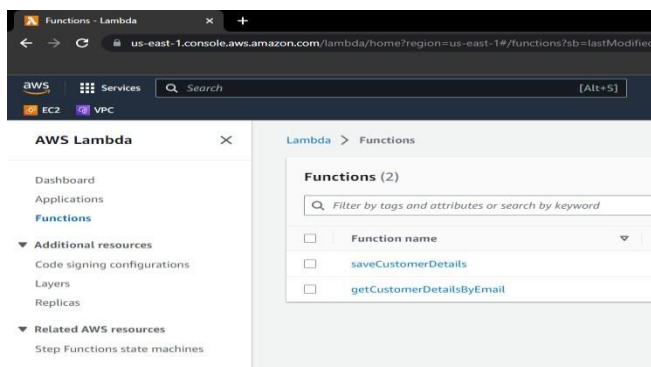 Functions - Lambda
us-east-1.console.aws.amazon.com/lambda/home?region=us-east-1#/functions?sb=lastModified
aws Services Search [Alt+S]
EC2 VPC
AWS Lambda
Lambda > Functions
Dashboard
Applications
Functions
Additional resources
Code signing configurations
Layers
Replicas
Related AWS resources
Step Functions state machines
Functions (2)
Filter by tags and attributes or search by keyword
Function name
saveCustomerDetails
getCustomerDetailsByEmail